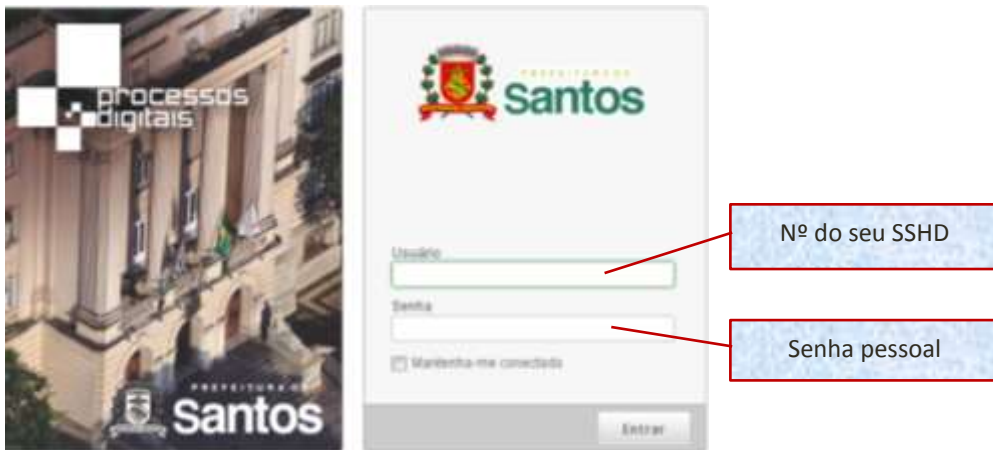 processos
digitais
PREFEITURA DE
Santos
PREFEITURA DE
Santos
Usuário
Senha
Mantenha-me conectado
Entrar
Nº do seu SSHD
Senha pessoal